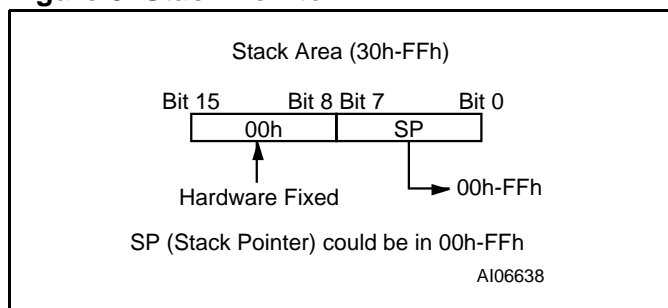 Stack Area (30h-FFh)
Bit 15 Bit 8 Bit 7 Bit 0
00h SP
Hardware Fixed
00h-FFh
SP (Stack Pointer) could be in 00h-FFh
AI06638